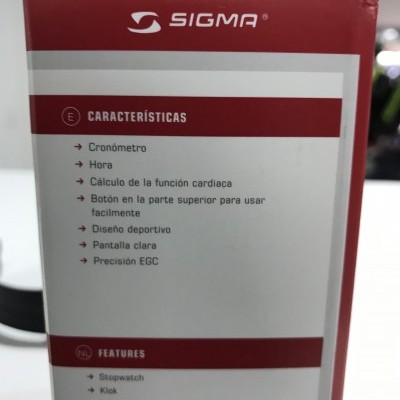 SIGMA®
E CARACTERÍSTICAS
→ Cronómetro
→ Hora
→ Cálculo de la función cardiaca
→ Botón en la parte superior para usar
facilmente
→ Diseño deportivo
→ Pantalla clara
→ Precisión EGC
NL FEATURES
→ Stopwatch
→ Klok